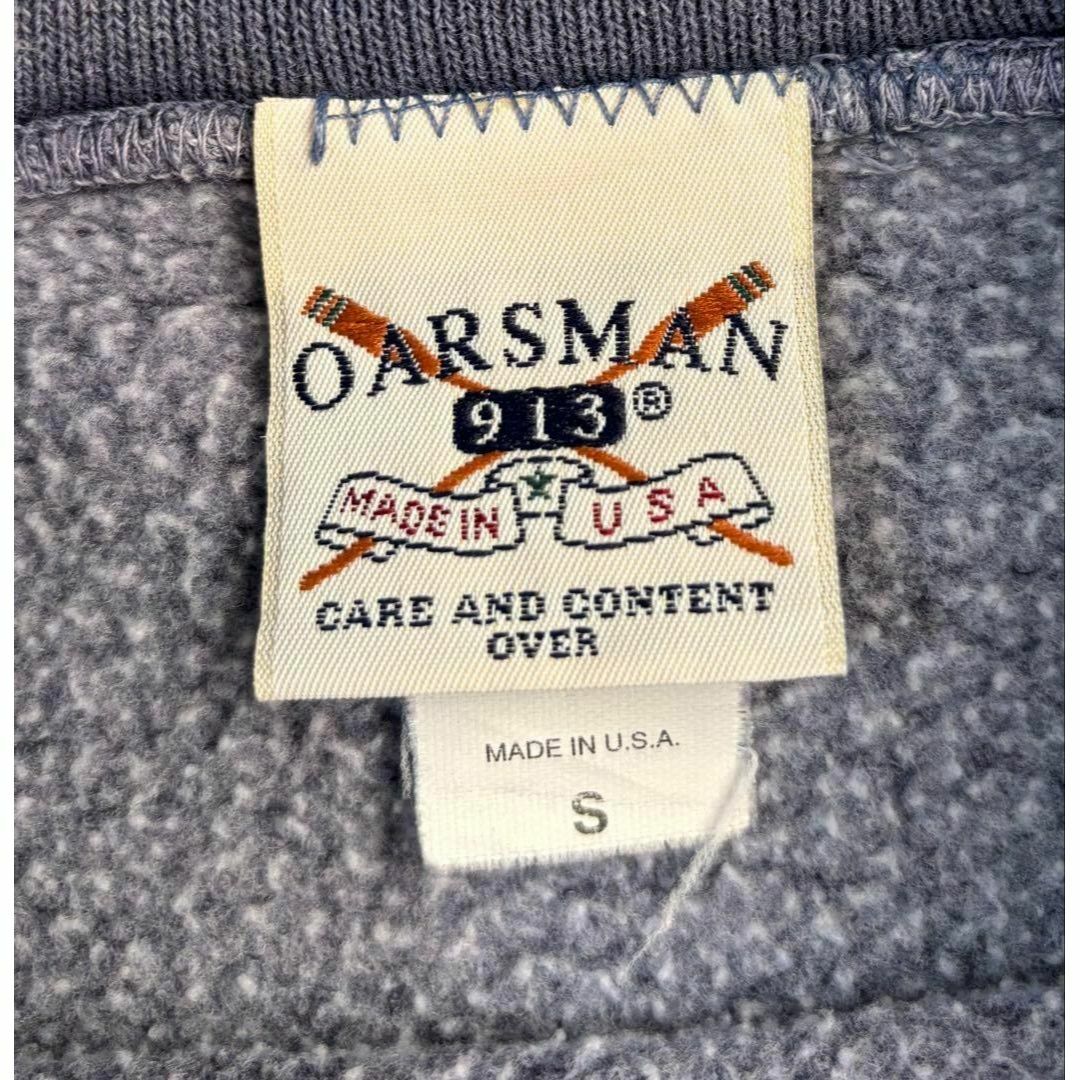 OARSMAN
913®
MADE IN USA
CARE AND CONTENT
OVER
MADE IN U.S.A.
S